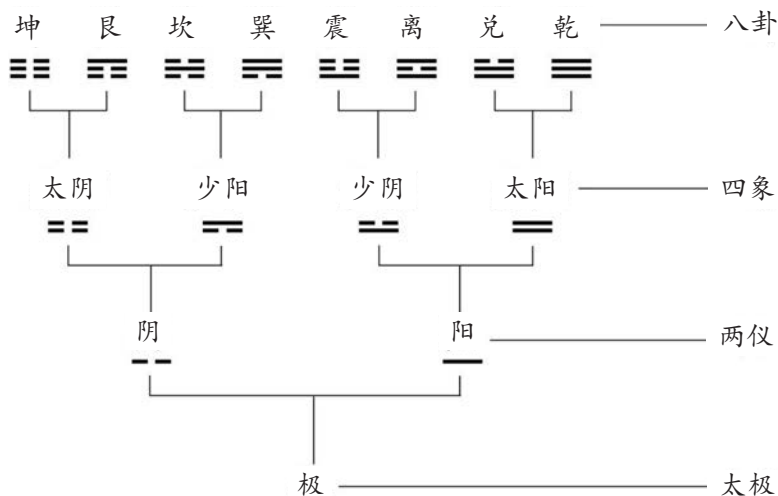 坤 艮 坎 巽 震 离 兑 乾 八卦
太阴 少阳 少阴 太阳 四象
阴 阳 两仪
极 太极